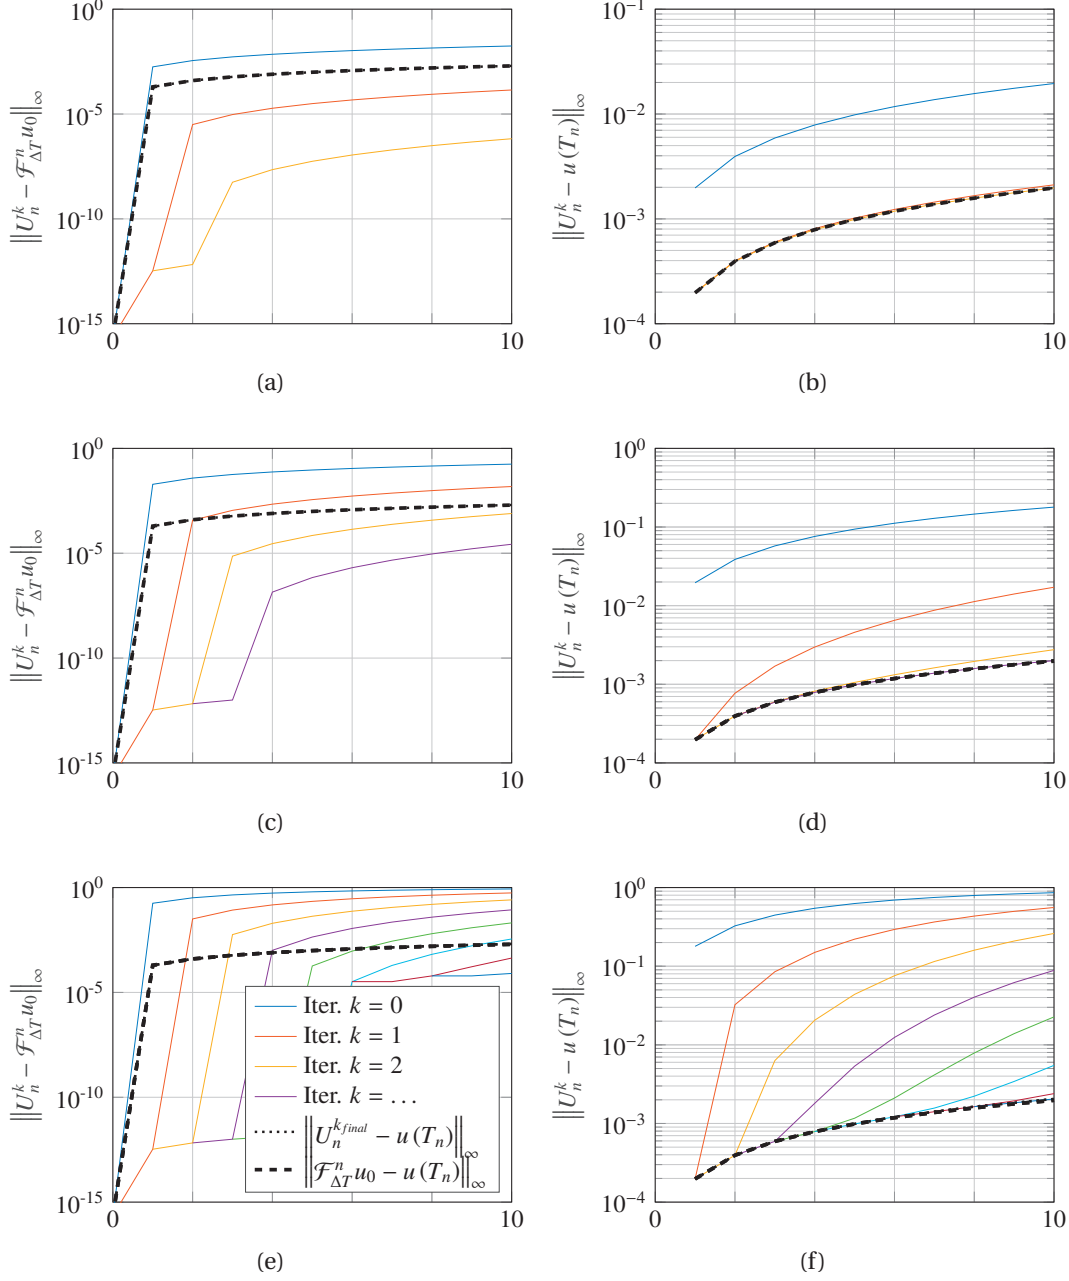 10^0
10^-5
10^-10
10^-15
0
10
‖U_n^k − ℱ_ΔT^n u_0‖_∞
(a)
10^-1
10^-2
10^-3
10^-4
0
10
‖U_n^k − u (T_n)‖_∞
(b)
10^0
10^-5
10^-10
10^-15
0
10
‖U_n^k − ℱ_ΔT^n u_0‖_∞
(c)
10^0
10^-1
10^-2
10^-3
10^-4
0
10
‖U_n^k − u (T_n)‖_∞
(d)
10^0
10^-5
10^-10
10^-15
0
10
‖U_n^k − ℱ_ΔT^n u_0‖_∞
Iter. k = 0
Iter. k = 1
Iter. k = 2
Iter. k = …
‖U_n^{k_final} − u (T_n)‖_∞
‖ℱ_ΔT^n u_0 − u (T_n)‖_∞
(e)
10^0
10^-1
10^-2
10^-3
10^-4
0
10
‖U_n^k − u (T_n)‖_∞
(f)